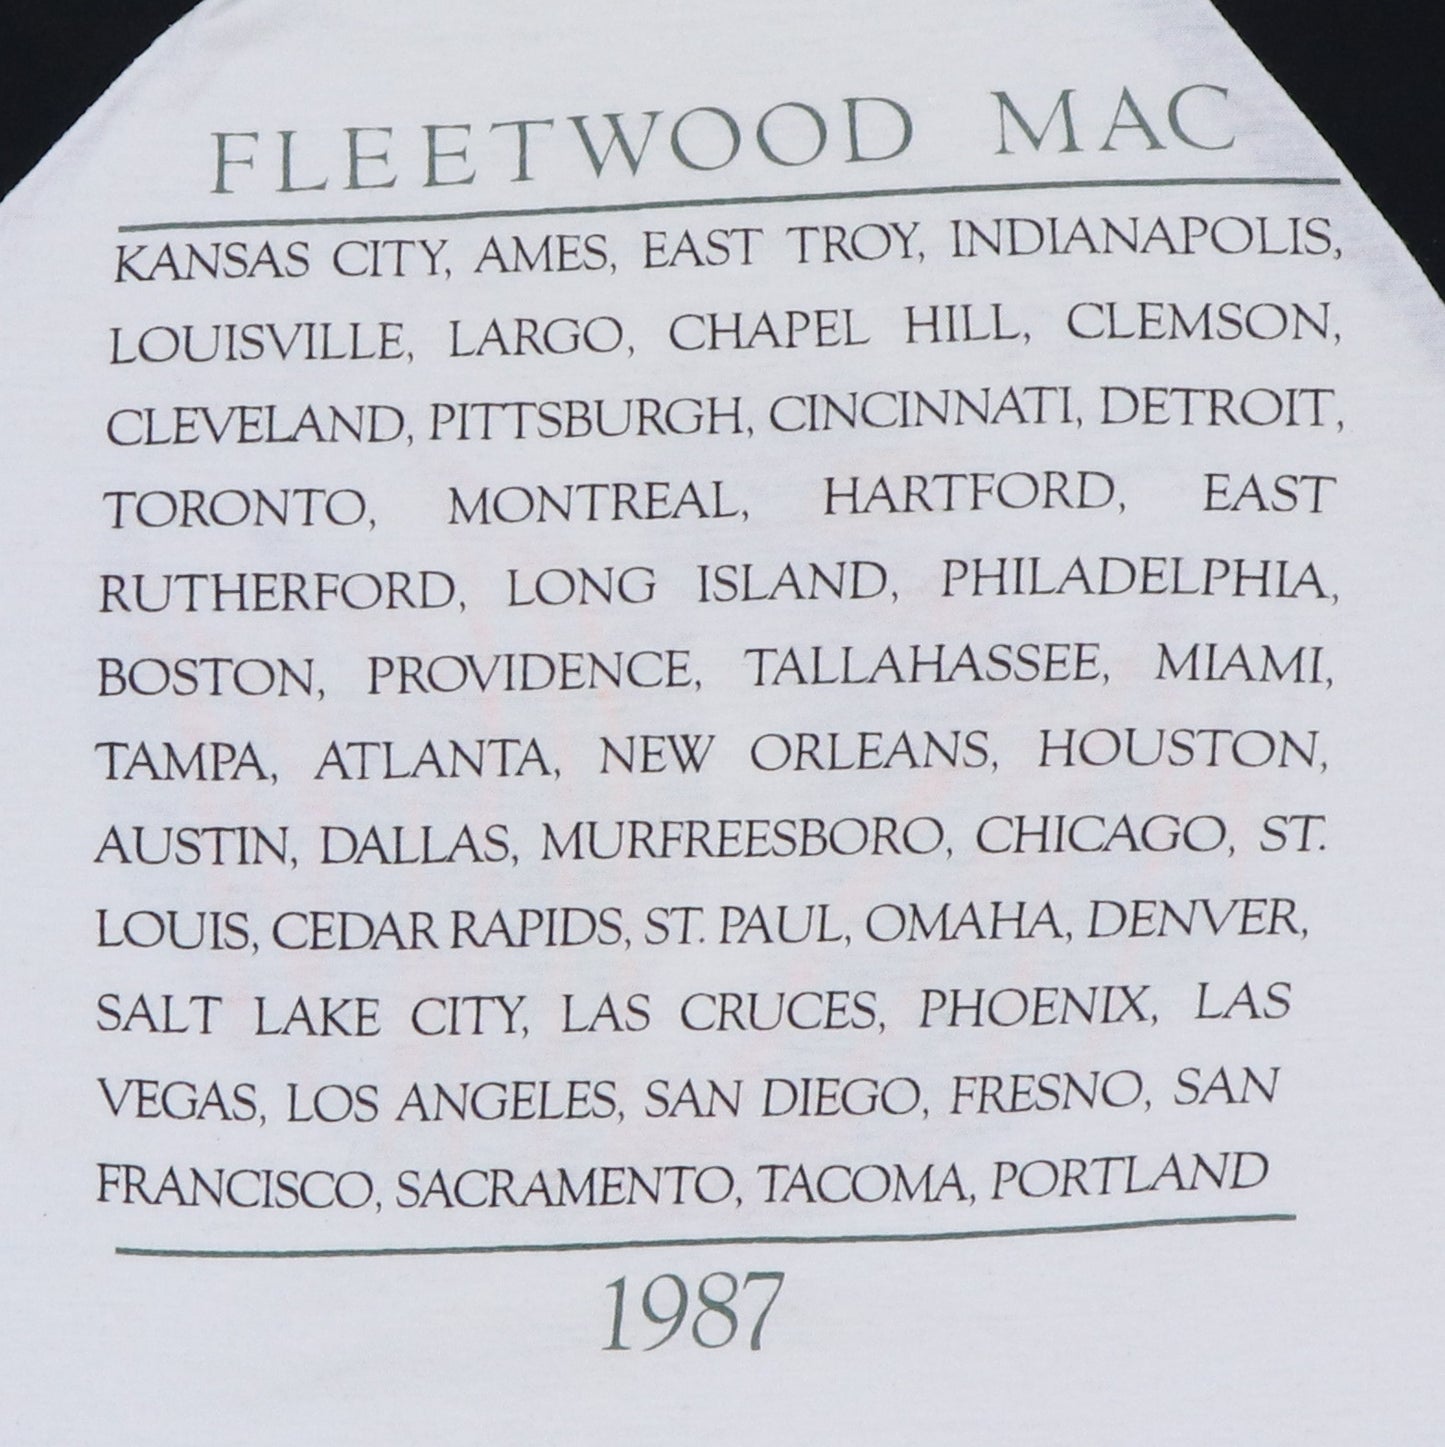 FLEETWOOD MAC
KANSAS CITY, AMES, EAST TROY, INDIANAPOLIS,
LOUISVILLE, LARGO, CHAPEL HILL, CLEMSON,
CLEVELAND, PITTSBURGH, CINCINNATI, DETROIT,
TORONTO, MONTREAL, HARTFORD, EAST
RUTHERFORD, LONG ISLAND, PHILADELPHIA,
BOSTON, PROVIDENCE, TALLAHASSEE, MIAMI,
TAMPA, ATLANTA, NEW ORLEANS, HOUSTON,
AUSTIN, DALLAS, MURFREESBORO, CHICAGO, ST.
LOUIS, CEDAR RAPIDS, ST. PAUL, OMAHA, DENVER,
SALT LAKE CITY, LAS CRUCES, PHOENIX, LAS
VEGAS, LOS ANGELES, SAN DIEGO, FRESNO, SAN
FRANCISCO, SACRAMENTO, TACOMA, PORTLAND
1987